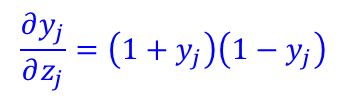 ∂y_j/∂z_j = (1 + y_j)(1 − y_j)